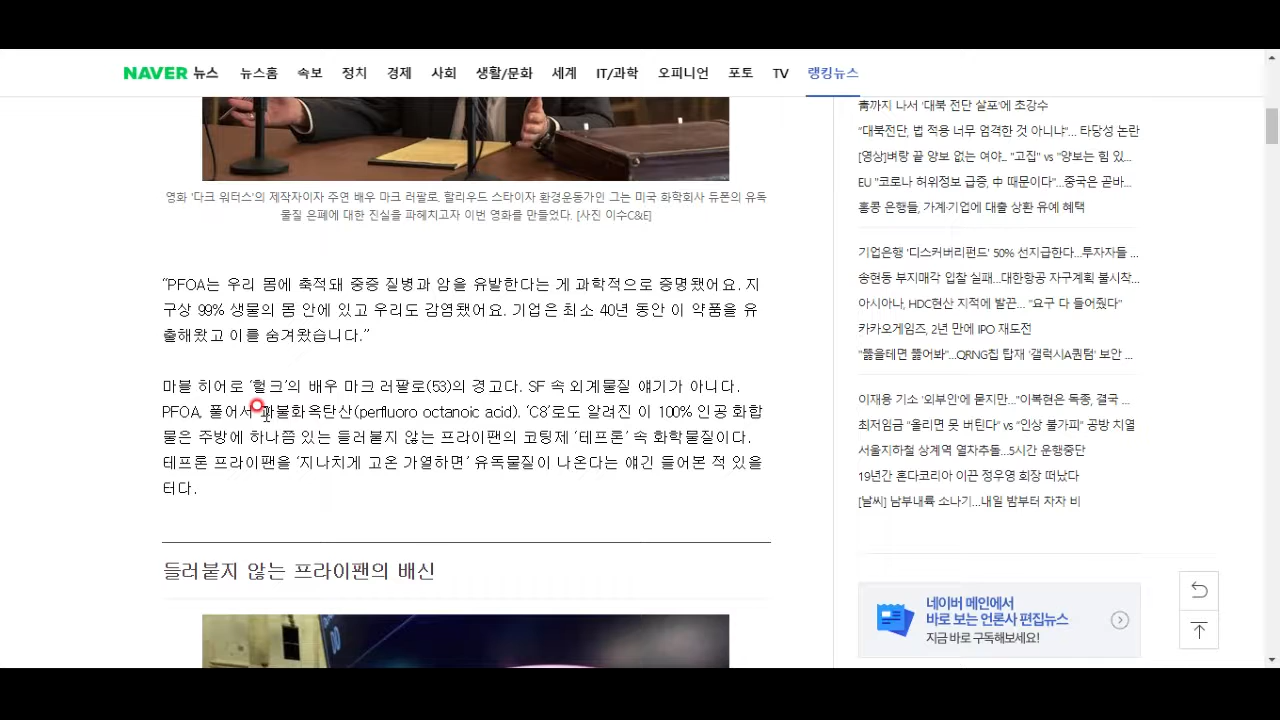 NAVER 뉴스 뉴스홈 속보 정치 경제 사회 생활/문화 세계 IT/과학 오피니언 포토 TV 랭킹뉴스
영화 '다크 워터스'의 제작자이자 주연 배우 마크 러팔로. 할리우드 스타이자 환경운동가인 그는 미국 화학회사 듀폰의 유독
물질 은폐에 대한 진실을 파헤치고자 이번 영화를 만들었다. [사진 이수C&E]
“PFOA는 우리 몸에 축적돼 중증 질병과 암을 유발한다는 게 과학적으로 증명됐어요. 지
구상 99% 생물의 몸 안에 있고 우리도 감염됐어요. 기업은 최소 40년 동안 이 약품을 유
출해왔고 이를 숨겨왔습니다.”
마블 히어로 ‘헐크’의 배우 마크 러팔로(53)의 경고다. SF 속 외계물질 얘기가 아니다.
PFOA, 풀어서 과불화옥탄산(perfluoro octanoic acid). ‘C8’로도 알려진 이 100% 인공 화합
물은 주방에 하나쯤 있는 들러붙지 않는 프라이팬의 코팅제 ‘테프론’ 속 화학물질이다.
테프론 프라이팬을 ‘지나치게 고온 가열하면’ 유독물질이 나온다는 얘긴 들어본 적 있을
터다.
들러붙지 않는 프라이팬의 배신
靑까지 나서 '대북 전단 살포'에 초강수
"대북전단, 법 적용 너무 엄격한 것 아니냐"... 타당성 논란
[영상]벼랑 끝 양보 없는 여야... "고집" vs "양보는 힘 있...
EU "코로나 허위정보 급증, 中 때문이다"...중국은 곧바...
홍콩 은행들, 가계·기업에 대출 상환 유예 혜택
기업은행 '디스커버리펀드' 50% 선지급한다...투자자들 ...
송현동 부지매각 입찰 실패...대한항공 자구계획 불시착...
아시아나, HDC현산 지적에 발끈... "요구 다 들어줬다"
카카오게임즈, 2년 만에 IPO 재도전
"뚫을테면 뚫어봐"...QRNG칩 탑재 '갤럭시A퀀텀' 보안 ...
이재용 기소 '외부인'에 묻지만..."이복현은 독종, 결국 ...
최저임금 "올리면 못 버틴다" vs "인상 불가피" 공방 치열
서울지하철 상계역 열차추돌...5시간 운행중단
19년간 혼다코리아 이끈 정우영 회장 떠났다
[날씨] 남부내륙 소나기...내일 밤부터 차차 비
네이버 메인에서
바로 보는 언론사 편집뉴스
지금 바로 구독해보세요!